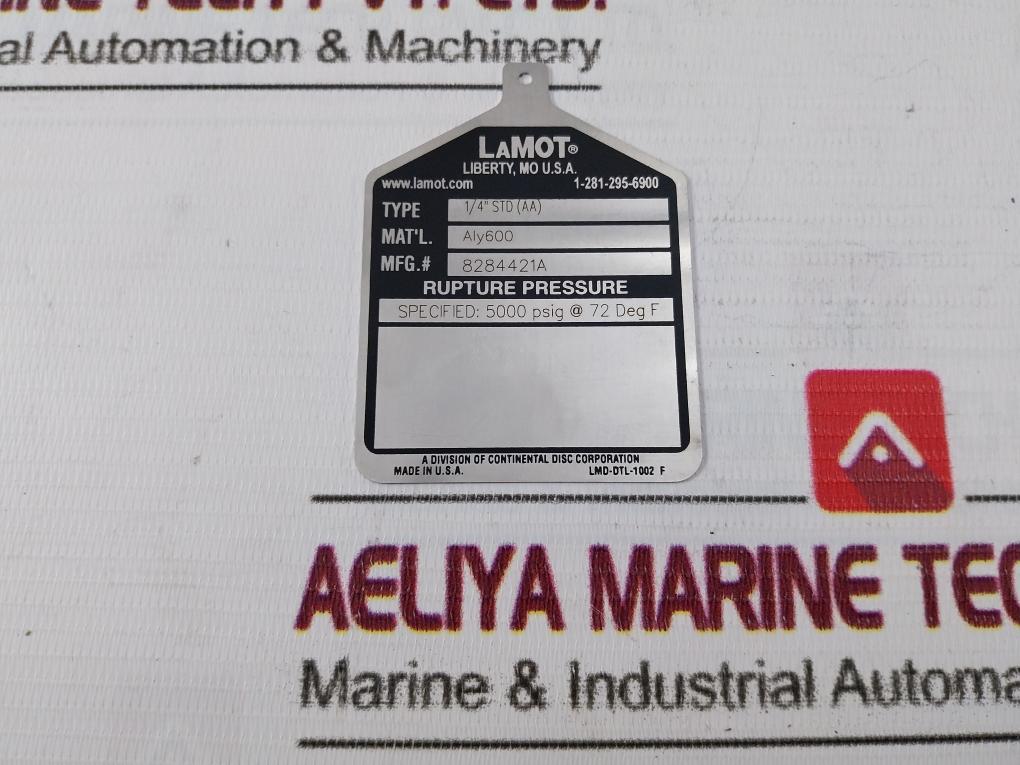 al Automation & Machinery
LAMOT®
LIBERTY, MO U.S.A.
www.lamot.com 1-281-295-6900
TYPE 1/4" STD (AA)
MAT'L. Aly600
MFG.# 8284421A
RUPTURE PRESSURE
SPECIFIED: 5000 psig @ 72 Deg F
A DIVISION OF CONTINENTAL DISC CORPORATION
MADE IN U.S.A. LMD-DTL-1002 F
AELIYA MARINE TEC
Marine & Industrial Automa